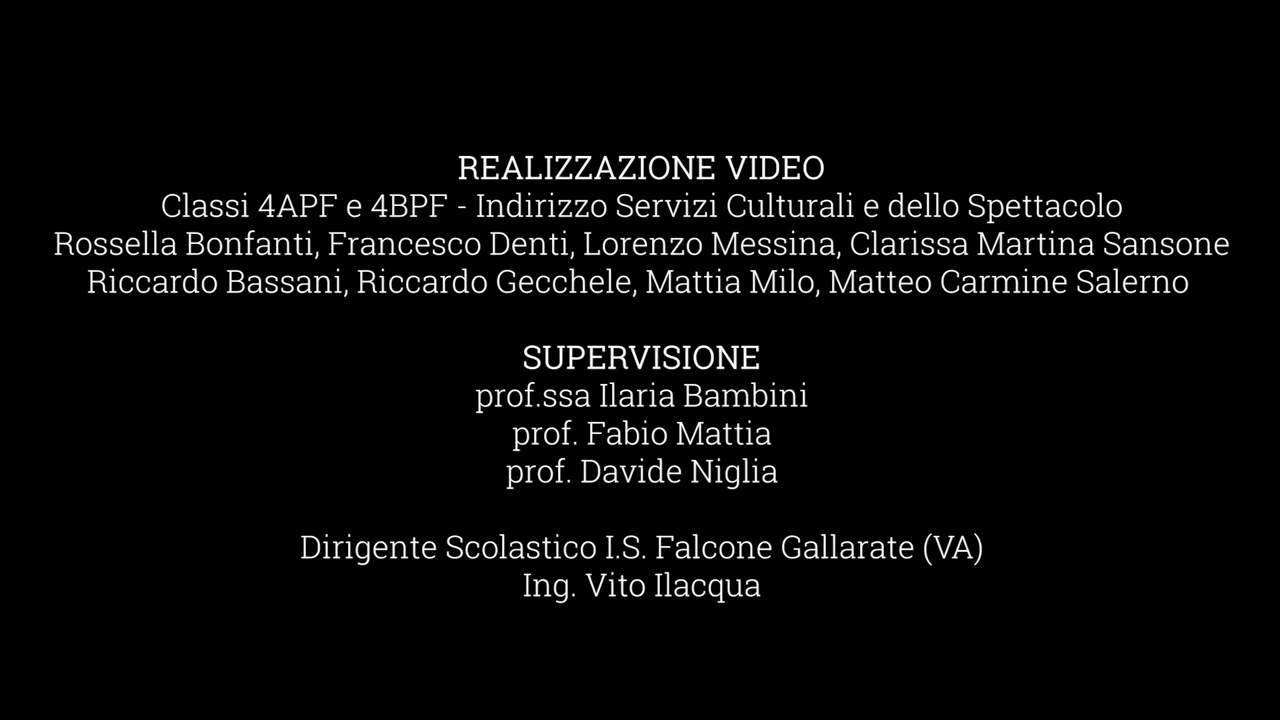 REALIZZAZIONE VIDEO
Classi 4APF e 4BPF - Indirizzo Servizi Culturali e dello Spettacolo
Rossella Bonfanti, Francesco Denti, Lorenzo Messina, Clarissa Martina Sansone
Riccardo Bassani, Riccardo Gecchele, Mattia Milo, Matteo Carmine Salerno
SUPERVISIONE
prof.ssa Ilaria Bambini
prof. Fabio Mattia
prof. Davide Niglia
Dirigente Scolastico I.S. Falcone Gallarate (VA)
Ing. Vito Ilacqua